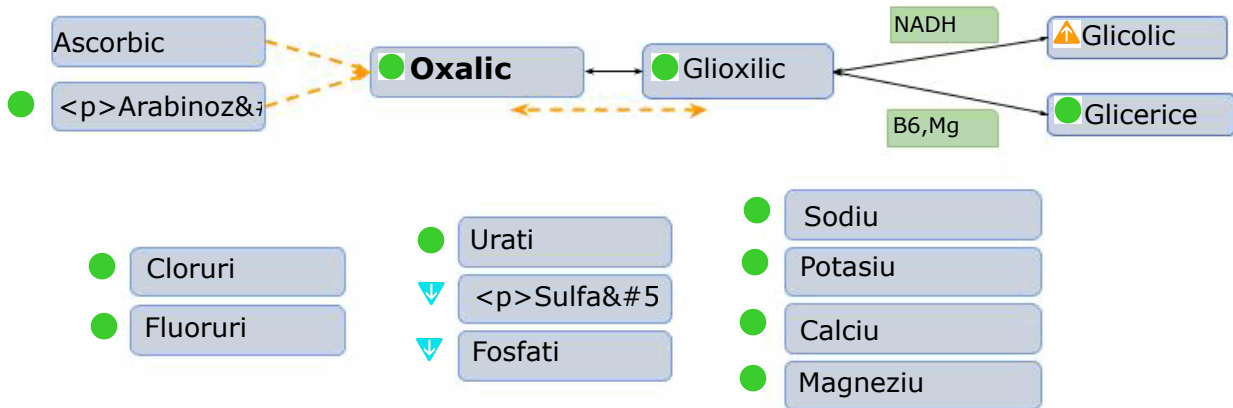 Ascorbic
<p>Arabinoz&#
Oxalic
Glioxilic
NADH
Glicolic
B6,Mg
Glicerice
Cloruri
Fluoruri
Urati
<p>Sulfa&#5
Fosfati
Sodiu
Potasiu
Calciu
Magneziu